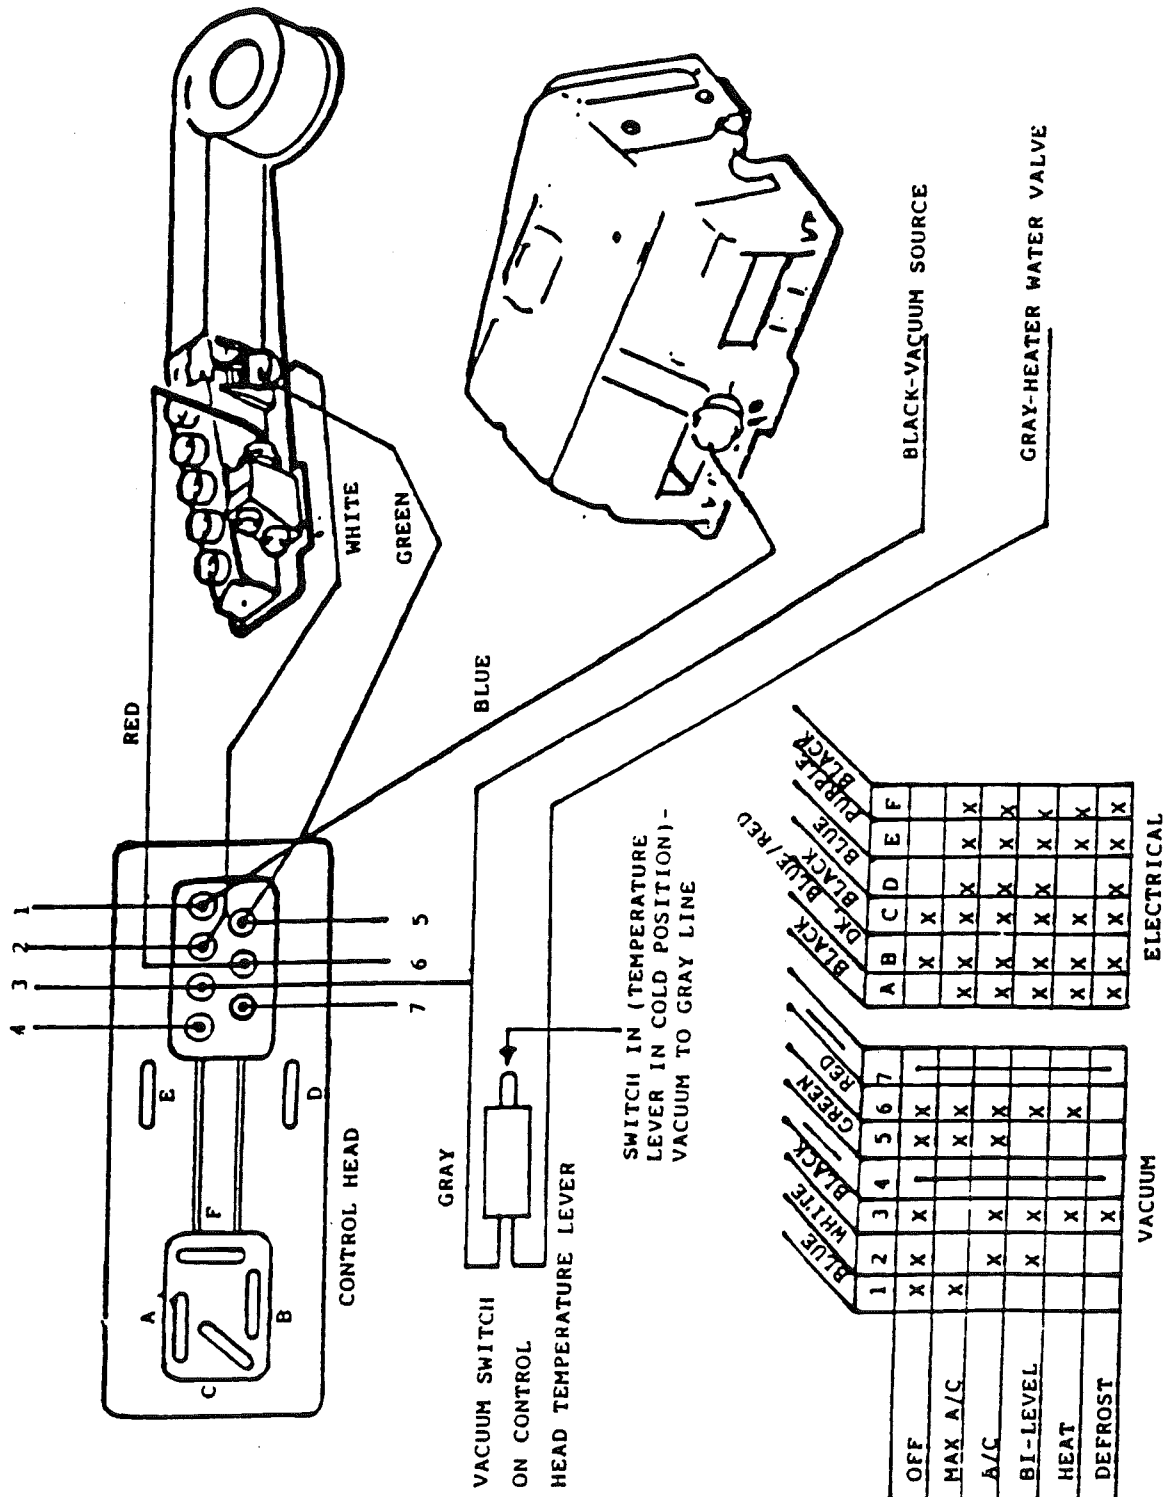 4 3 2 1
RED
E
A
C
F
B
D
7 6 5
WHITE
GREEN
CONTROL HEAD
GRAY
BLUE
VACUUM SWITCH
ON CONTROL
HEAD TEMPERATURE LEVER
SWITCH IN (TEMPERATURE
LEVER IN COLD POSITION)-
VACUUM TO GRAY LINE
BLACK-VACUUM SOURCE
GRAY-HEATER WATER VALVE
BLUE WHITE BLACK GREEN RED BLACK DK BLUE/RED BLACK BLUE PURPLE BLACK
1 2 3 4 5 6 7 A B C D E F
OFF X X X X X X X
MAX A/C X X X X X X X X X
A/C X X X X X X X X X X
BI-LEVEL X X X X X X X X X
HEAT X X X X X X X
DEFROST X X X X X X X
VACUUM ELECTRICAL